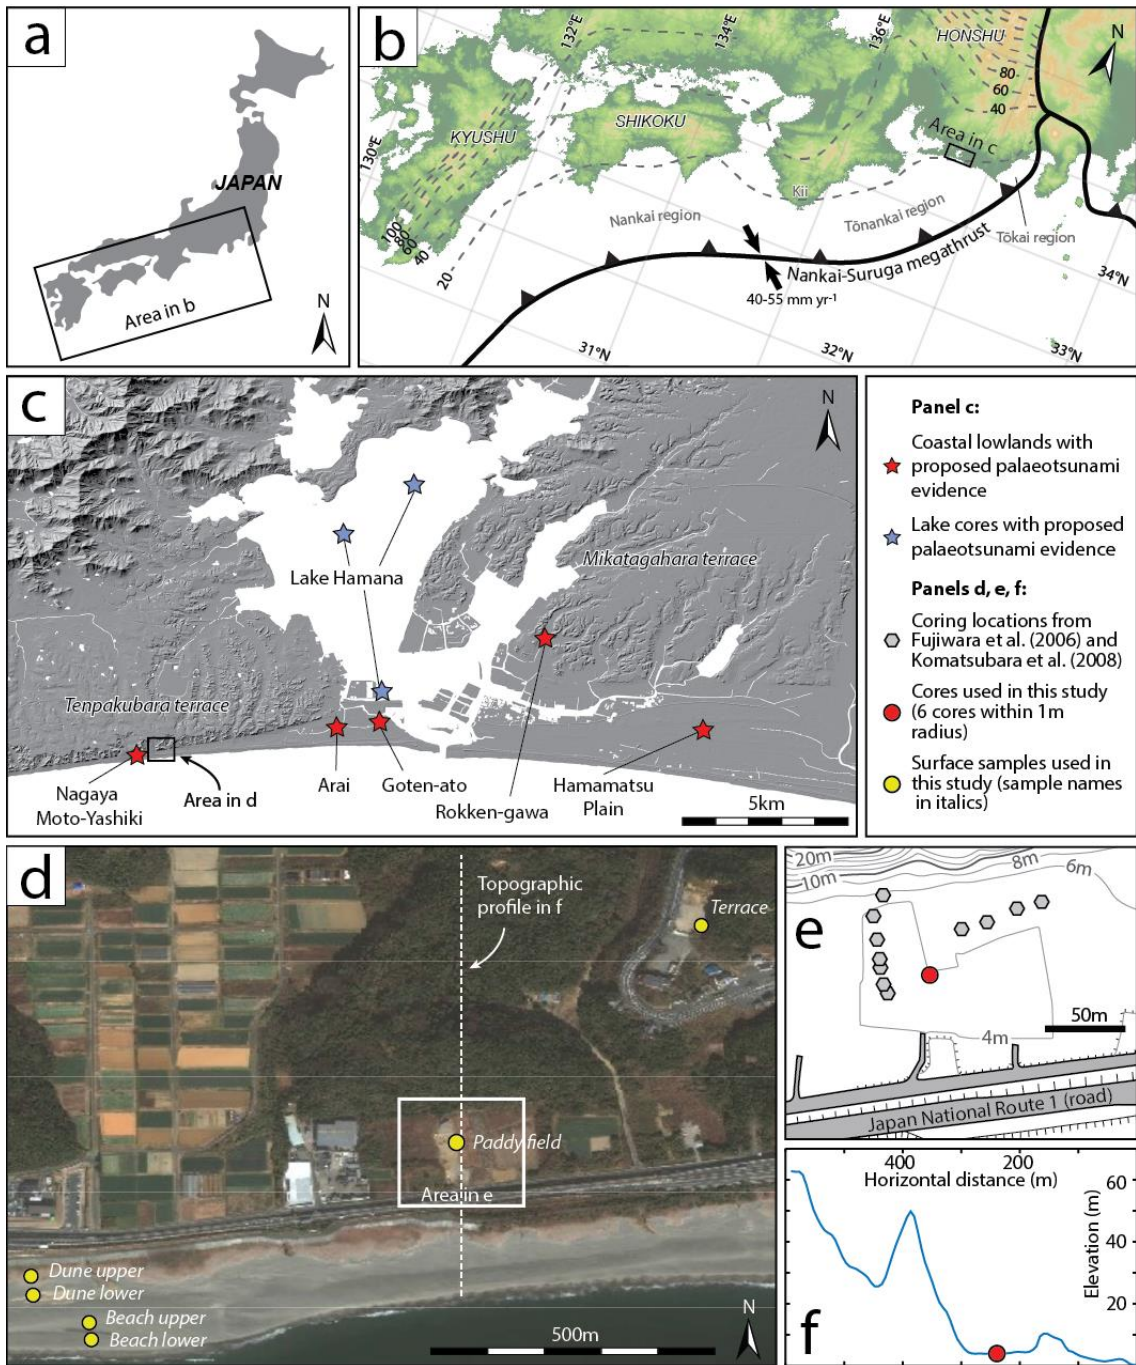 a
JAPAN
Area in b
N
b
132°E
134°E
136°E
HONSHU
N
80
60
40
KYUSHU
SHIKOKU
130°E
Area in c
Kii
Nankai region
Tōnankai region
Tōkai region
100
80
60
40
20
Nankai-Suruga megathrust
40-55 mm yr-1
34°N
31°N
32°N
33°N
c
N
Mikatagahara terrace
Lake Hamana
Tenpakubara terrace
Nagaya
Moto-Yashiki
Area in d
Arai
Goten-ato
Rokken-gawa
Hamamatsu
Plain
5km
Panel c:
Coastal lowlands with
proposed palaeotsunami
evidence
Lake cores with proposed
palaeotsunami evidence
Panels d, e, f:
Coring locations from
Fujiwara et al. (2006) and
Komatsubara et al. (2008)
Cores used in this study
(6 cores within 1m
radius)
Surface samples used in
this study (sample names
in italics)
d
Topographic
profile in f
Terrace
Paddy field
Area in e
Dune upper
Dune lower
Beach upper
Beach lower
N
500m
20m
10m
8m
6m
e
50m
4m
Japan National Route 1 (road)
400
200
Horizontal distance (m)
60
40
20
Elevation (m)
f